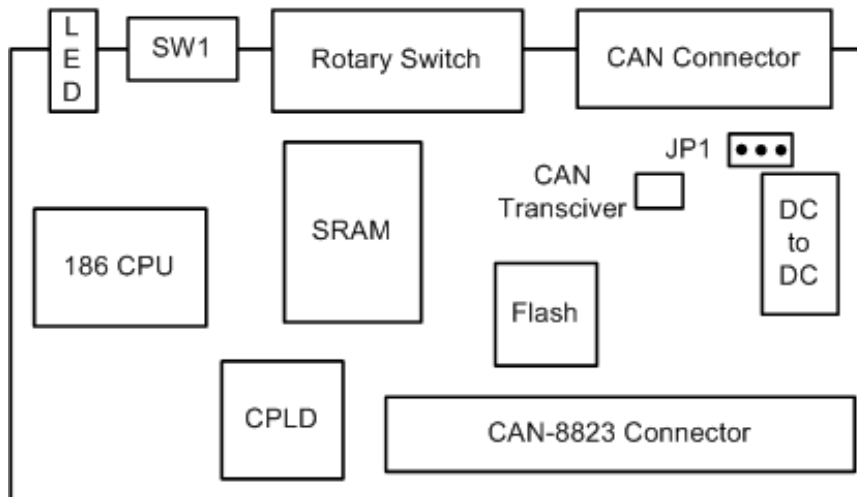 L
E
D
SW1
Rotary Switch
CAN Connector
JP1
CAN
Transciver
DC
to
DC
SRAM
186 CPU
Flash
CPLD
CAN-8823 Connector